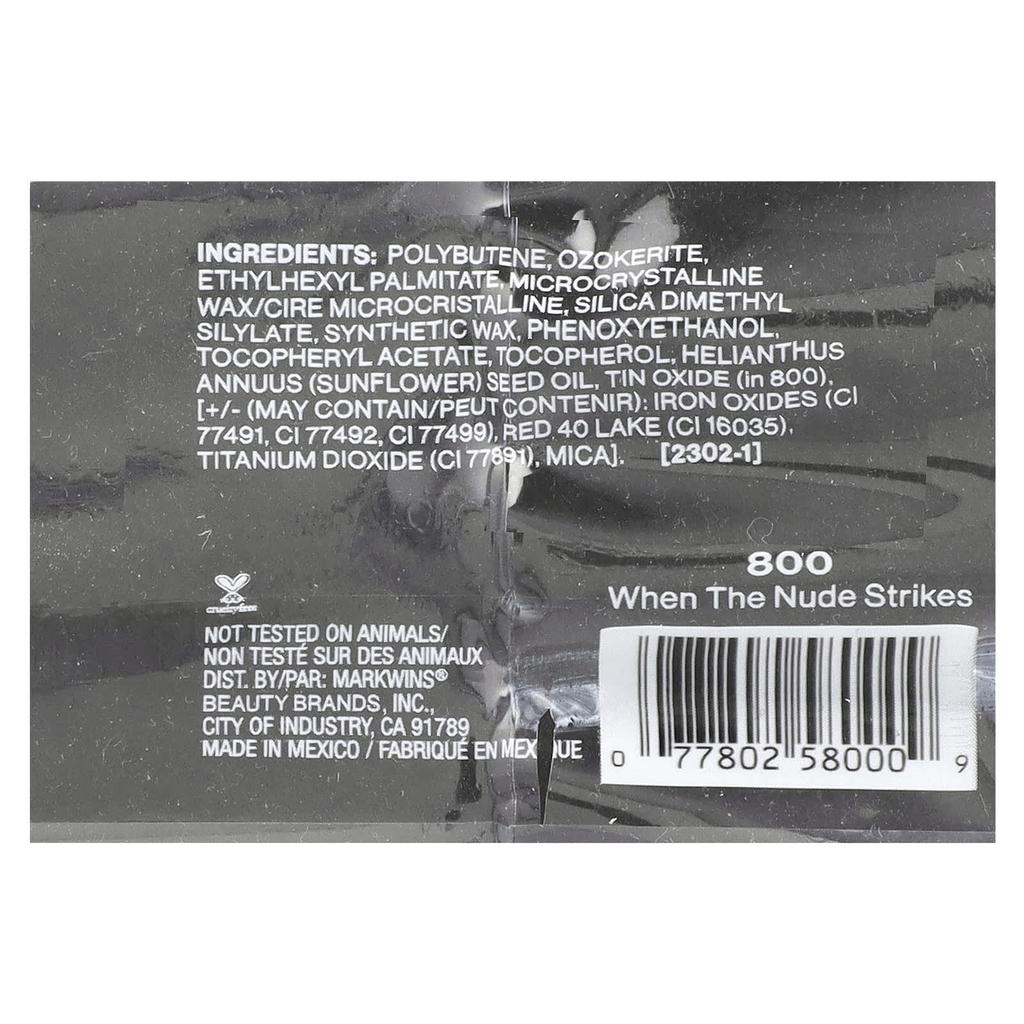 INGREDIENTS: POLYBUTENE, OZOKERITE,
ETHYLHEXYL PALMITATE, MICROCRYSTALLINE
WAX/CIRE MICROCRISTALLINE, SILICA DIMETHYL
SILYLATE, SYNTHETIC WAX, PHENOXYETHANOL,
TOCOPHERYL ACETATE, TOCOPHEROL, HELIANTHUS
ANNUUS (SUNFLOWER) SEED OIL, TIN OXIDE (in 800),
[+/- (MAY CONTAIN/PEUT CONTENIR): IRON OXIDES (CI
77491, CI 77492, CI 77499), RED 40 LAKE (CI 16035),
TITANIUM DIOXIDE (CI 77891), MICA]. [2302-1]
800
When The Nude Strikes
crueltyfree
NOT TESTED ON ANIMALS/
NON TESTÉ SUR DES ANIMAUX
DIST. BY/PAR: MARKWINS®
BEAUTY BRANDS, INC.,
CITY OF INDUSTRY, CA 91789
MADE IN MEXICO / FABRIQUÉ EN
0 77802 58000 9